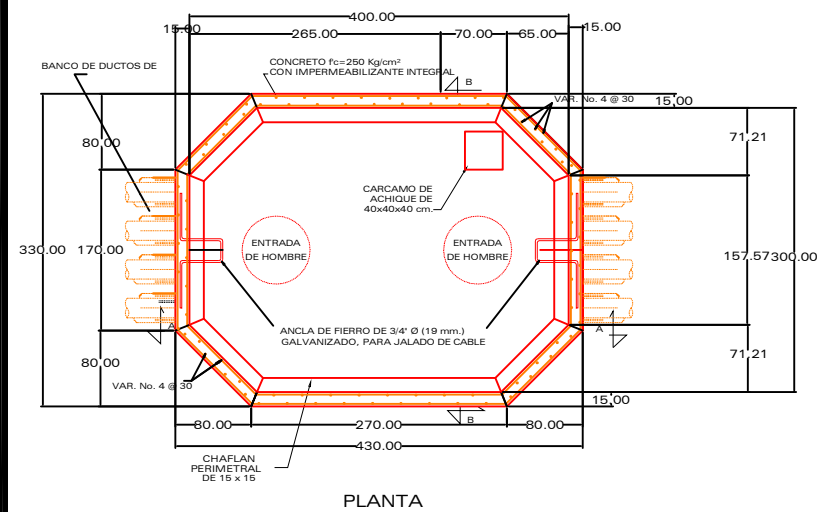 400.00
15.00
265.00
70.00
65.00
15.00
BANCO DE DUCTOS DE
CONCRETO f'c=250 Kg/cm²
CON IMPERMEABILIZANTE INTEGRAL
B
VAR. No. 4 @ 30
15,00
80.00
71.21
CARCAMO DE
ACHIQUE DE
40x40x40 cm.
330.00
170.00
ENTRADA
DE HOMBRE
ENTRADA
DE HOMBRE
157.57
300.00
A
ANCLA DE FIERRO DE 3/4" Ø (19 mm.)
GALVANIZADO, PARA JALADO DE CABLE
A
80.00
71.21
VAR. No. 4 @ 30
15,00
80.00
270.00
B
80.00
430.00
CHAFLAN
PERIMETRAL
DE 15 x 15
PLANTA